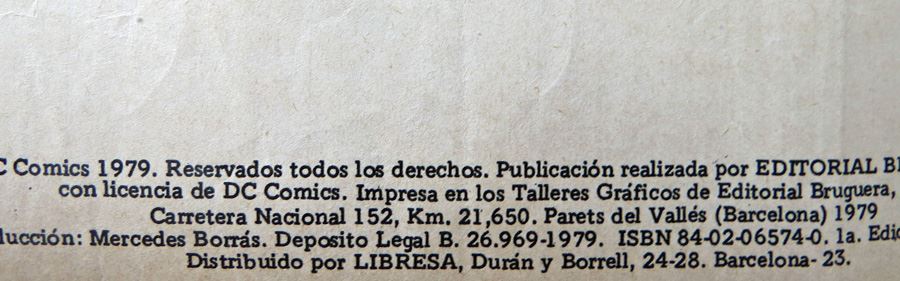 C Comics 1979. Reservados todos los derechos. Publicación realizada por EDITORIAL B
con licencia de DC Comics. Impresa en los Talleres Gráficos de Editorial Bruguera,
Carretera Nacional 152, Km. 21,650. Parets del Vallés (Barcelona) 1979
ducción: Mercedes Borrás. Deposito Legal B. 26.969-1979. ISBN 84-02-06574-0. 1a. Edic
Distribuido por LIBRESA, Durán y Borrell, 24-28. Barcelona- 23.